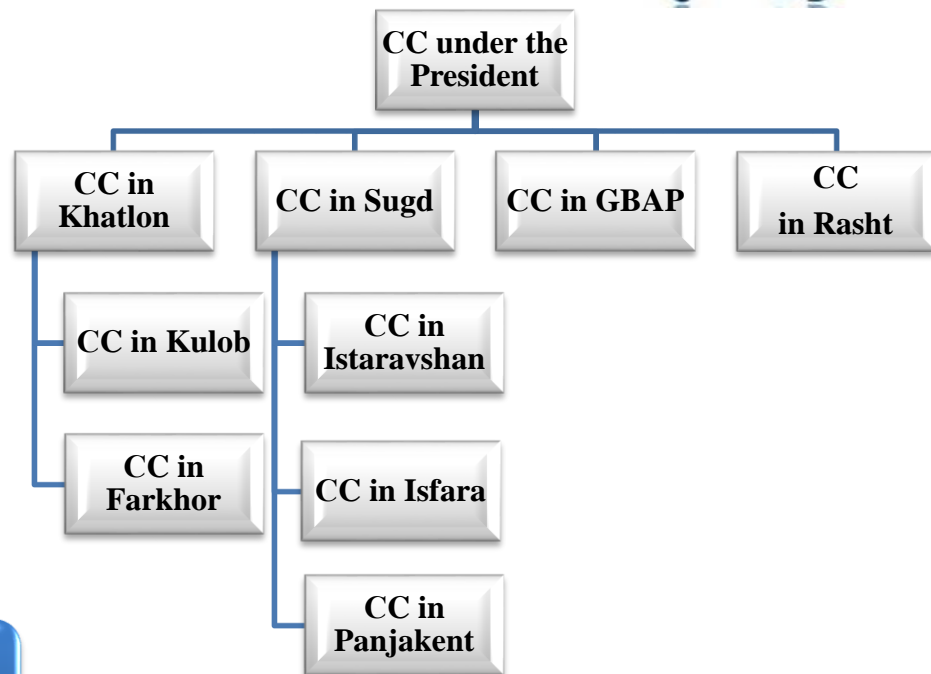 CC under the
President
CC in
Khatlon
CC in Sugd
CC in GBAP
CC
in Rasht
CC in Kulob
CC in
Farkhor
CC in
Istaravshan
CC in Isfara
CC in
Panjakent